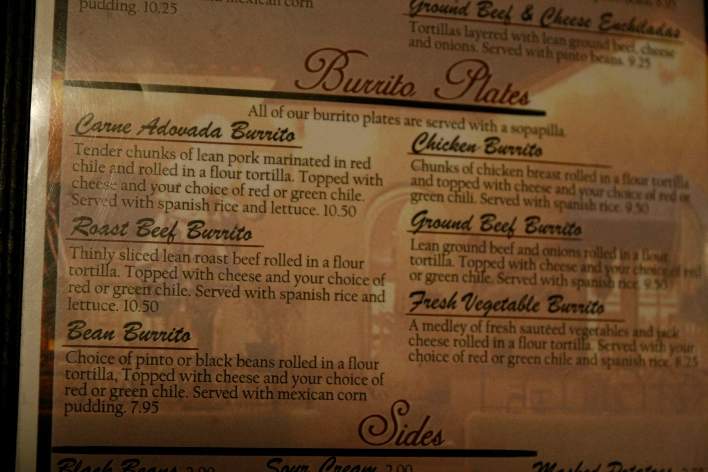 pudding. 10.25
Ground Beef & Cheese Enchiladas
Tortillas layered with lean ground beef, cheese
and onions. Served with pinto beans. 9.25
Burrito Plates
All of our burrito plates are served with a sopapilla.
Carne Adovada Burrito
Tender chunks of lean pork marinated in red
chile and rolled in a flour tortilla. Topped with
cheese and your choice of red or green chile.
Served with spanish rice and lettuce. 10.50
Roast Beef Burrito
Thinly sliced lean roast beef rolled in a flour
tortilla. Topped with cheese and your choice of
red or green chile. Served with spanish rice and
lettuce. 10.50
Bean Burrito
Choice of pinto or black beans rolled in a flour
tortilla, Topped with cheese and your choice of
red or green chile. Served with mexican corn
pudding. 7.95
Chicken Burrito
Chunks of chicken breast rolled in a flour tortilla
and topped with cheese and your choice of red or
green chili. Served with spanish rice. 9.50
Ground Beef Burrito
Lean ground beef and onions rolled in a flour
tortilla. Topped with cheese and your choice of red
or green chile. Served with spanish rice. 9.50
Fresh Vegetable Burrito
A medley of fresh sautéed vegetables and jack
cheese rolled in a flour tortilla. Served with your
choice of red or green chile and spanish rice. 8.25
Sides
Black Beans 2.00
Sour Cream 2.00
Mashed Potatoes